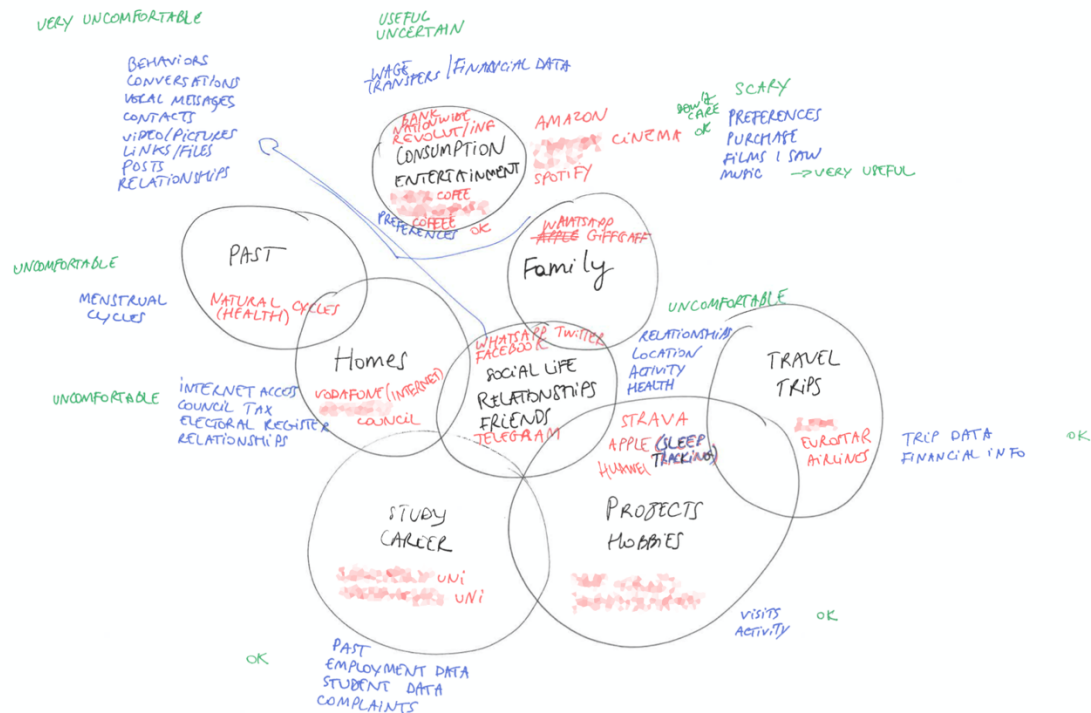 VERY UNCOMFORTABLE
BEHAVIORS
CONVERSATIONS
VOCAL MESSAGES
CONTACTS
VIDEO/PICTURES
LINKS/FILES
POSTS
RELATIONSHIPS
USEFUL
UNCERTAIN
WAGE
TRANSFERS / FINANCIAL DATA
BANK
NATIONWIDE
REVOLUT/ING
CONSUMPTION
ENTERTAINMENT
COFEE
COFFEE
PREFERENCES OK
AMAZON
CINEMA
SPOTIFY
DON'T
CARE
OK
SCARY
PREFERENCES
PURCHASE
FILMS I SAW
MUSIC → VERY USEFUL
PAST
NATURAL CYCLES
(HEALTH)
UNCOMFORTABLE
MENSTRUAL
CYCLES
WHATSAPP
APPLE GIFFGAFF
Family
Homes
VODAFONE (INTERNET)
COUNCIL
UNCOMFORTABLE
INTERNET ACCES
COUNCIL TAX
ELECTORAL REGISTER
RELATIONSHIPS
WHATSAPP TWITTER
FACEBOOK
SOCIAL LIFE
RELATIONSHIPS
FRIENDS
TELEGRAM
UNCOMFORTABLE
RELATIONSHIPS
LOCATION
ACTIVITY
HEALTH
TRAVEL
TRIPS
EUROSTAR
AIRLINES
TRIP DATA
FINANCIAL INFO
OK
STRAVA
APPLE (SLEEP
TRACKING)
HUAWEI
PROJECTS
HOBBIES
VISITS
ACTIVITY
OK
STUDY
CAREER
UNI
UNI
OK
PAST
EMPLOYMENT DATA
STUDENT DATA
COMPLAINTS